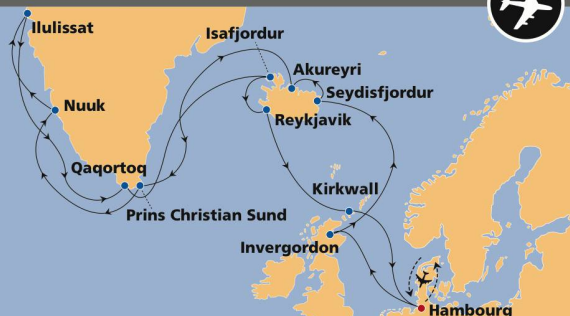 Ilulissat
Isafjordur
Akureyri
Seydisfjordur
Nuuk
Reykjavik
Qaqortoq
Kirkwall
Prins Christian Sund
Invergordon
Hambourg